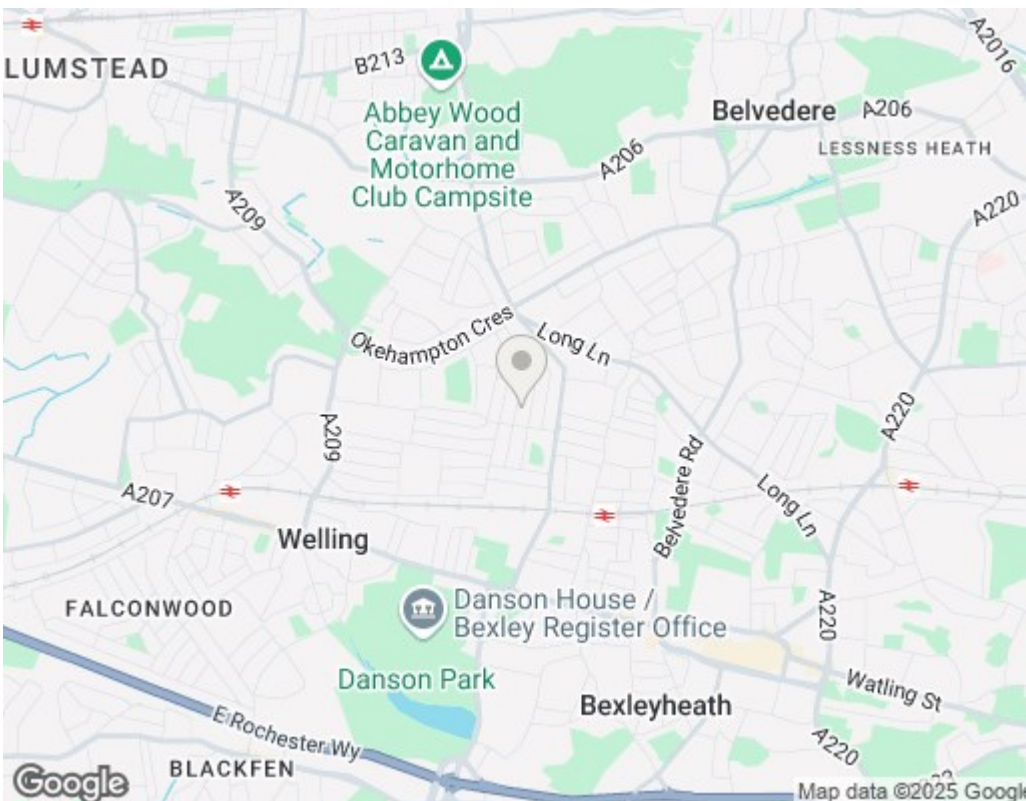 LUMSTEAD
B213
Abbey Wood
Caravan and
Motorhome
Club Campsite
A2016
Belvedere
A206
LESSNESS HEATH
A206
A209
A220
Okehampton Cres
Long Ln
A209
A220
A207
Belvedere Rd
Long Ln
Welling
FALCONWOOD
Danson House /
Bexley Register Office
A220
Danson Park
Watling St
Bexleyheath
E Rochester Wy
A220
BLACKFEN
Google
Map data ©2025 Google